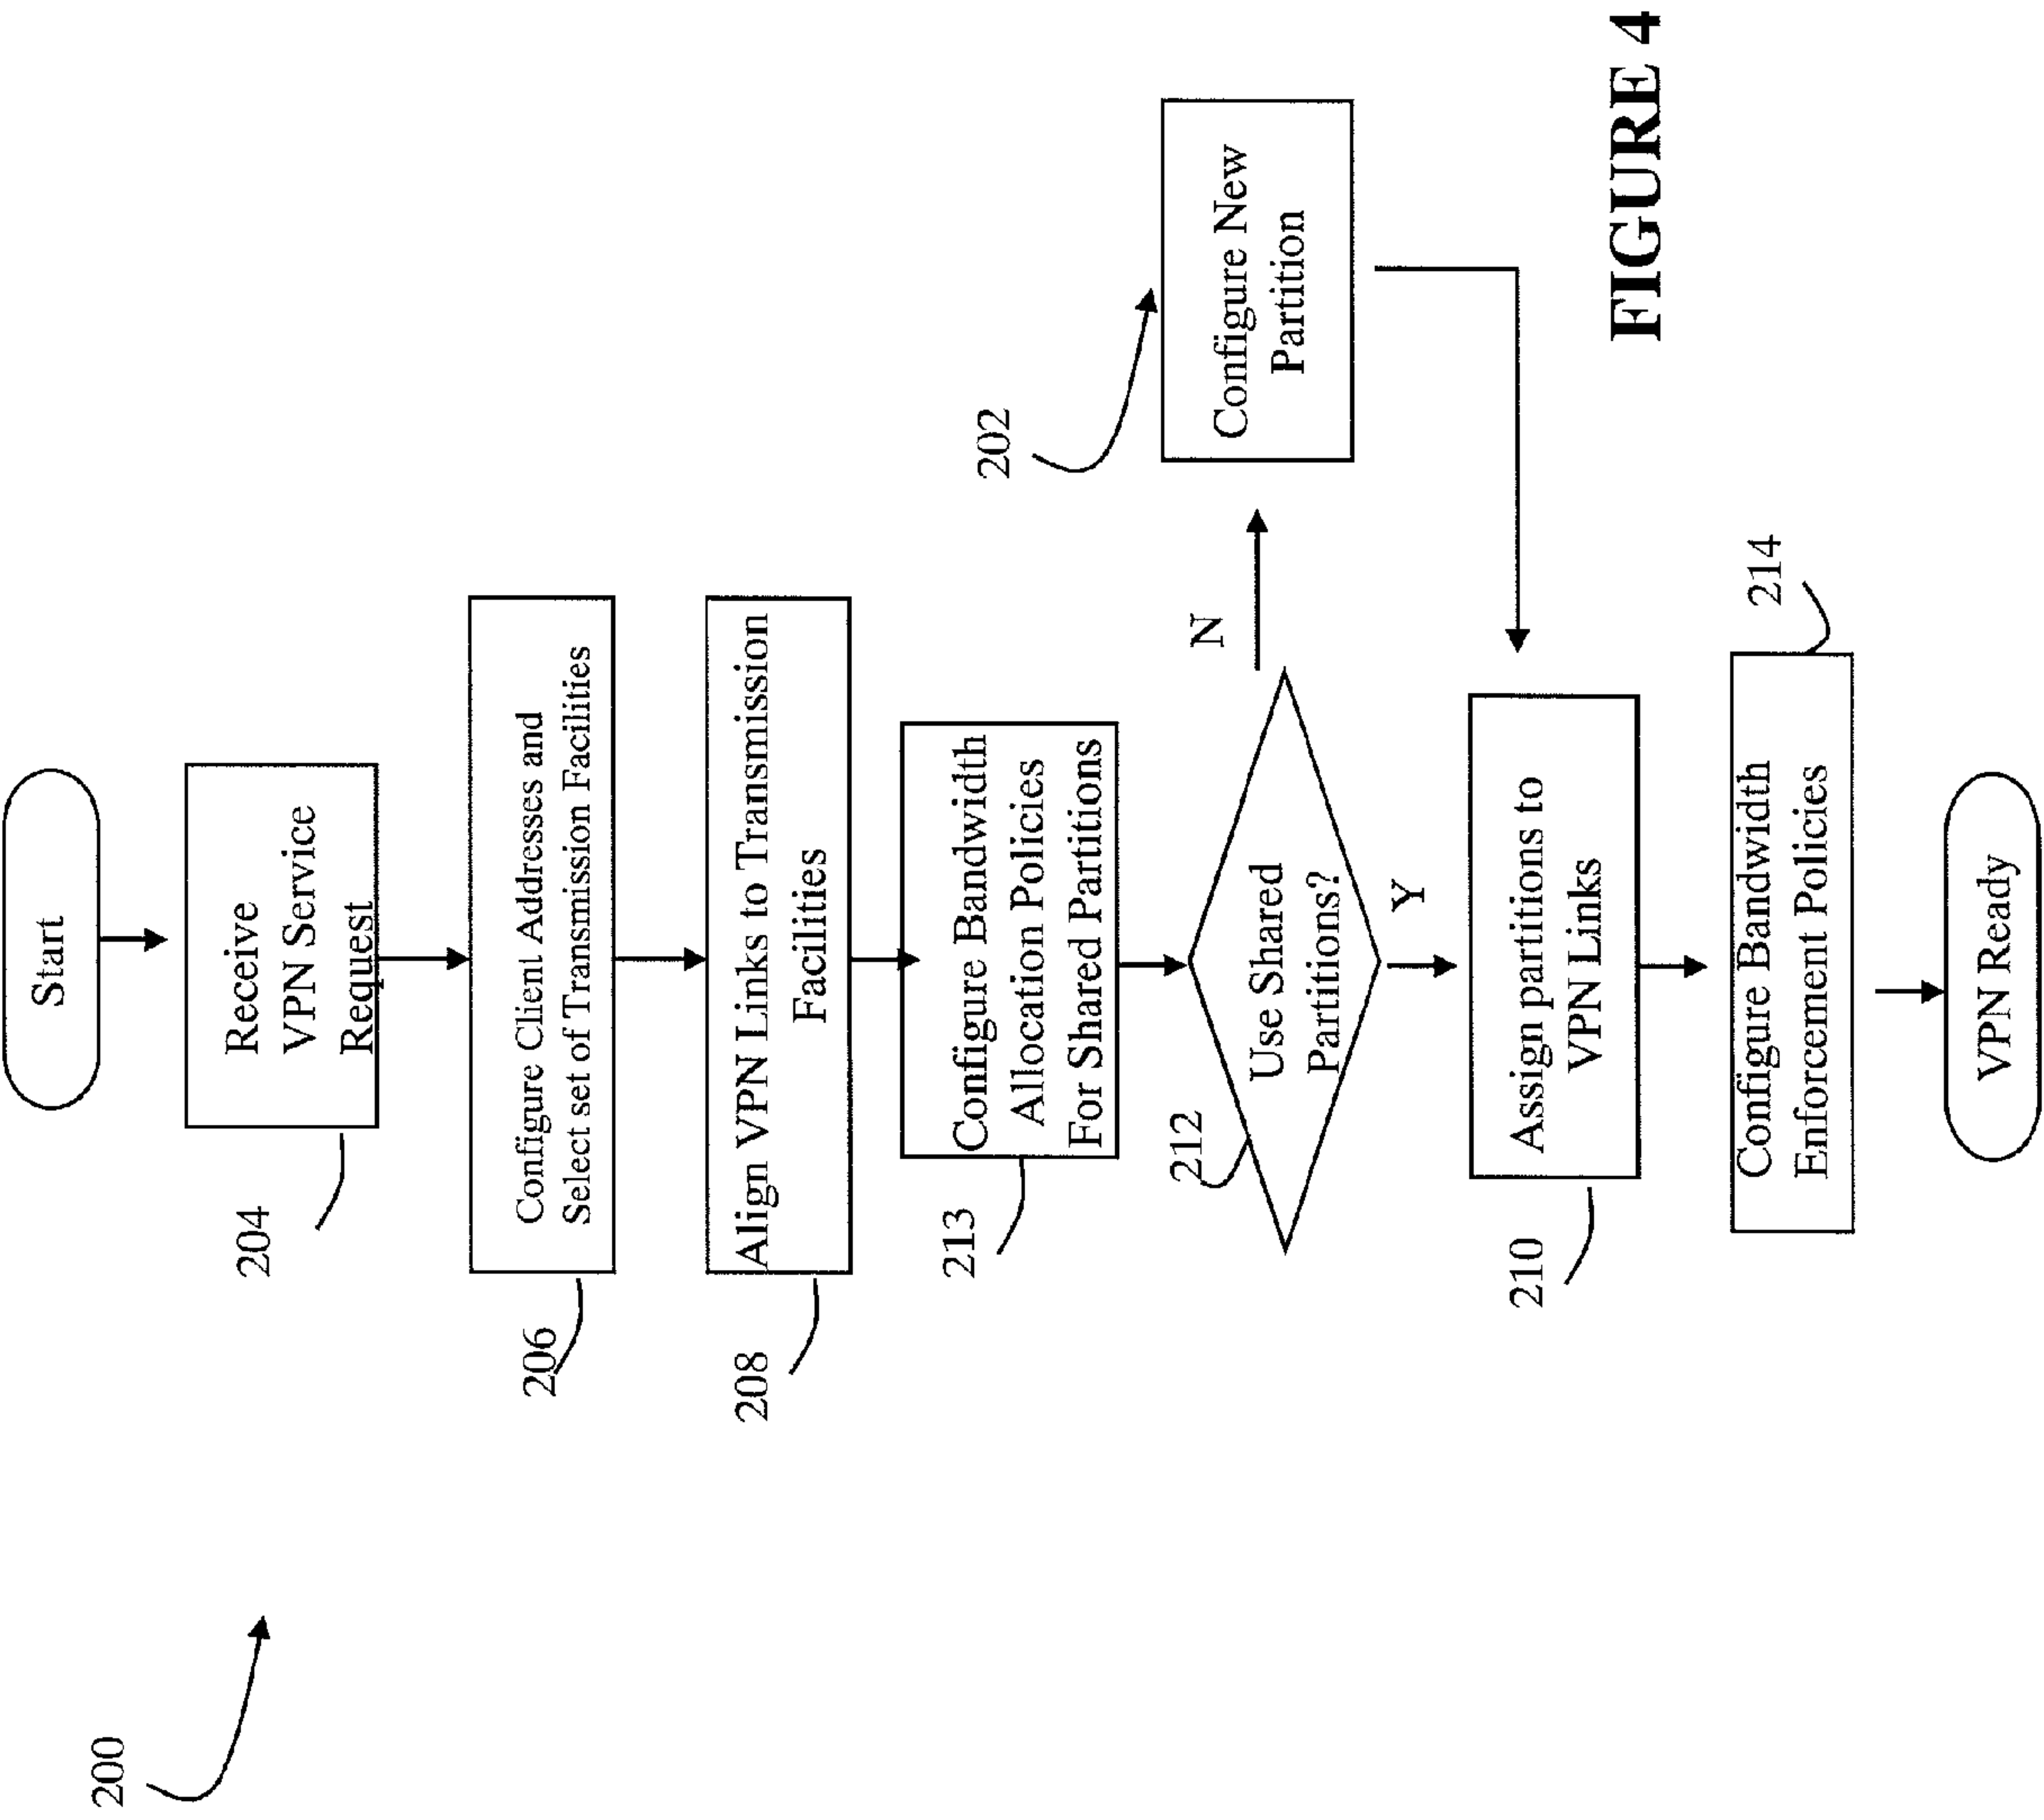 200
Start
204
Receive
VPN Service
Request
206
Configure Client Addresses and
Select set of Transmission Facilities
208
Align VPN Links to Transmission
Facilities
213
Configure Bandwidth
Allocation Policies
For Shared Partitions
212
Use Shared
Partitions?
N
202
Configure New
Partition
Y
210
Assign partitions to
VPN Links
214
Configure Bandwidth
Enforcement Policies
VPN Ready
FIGURE 4